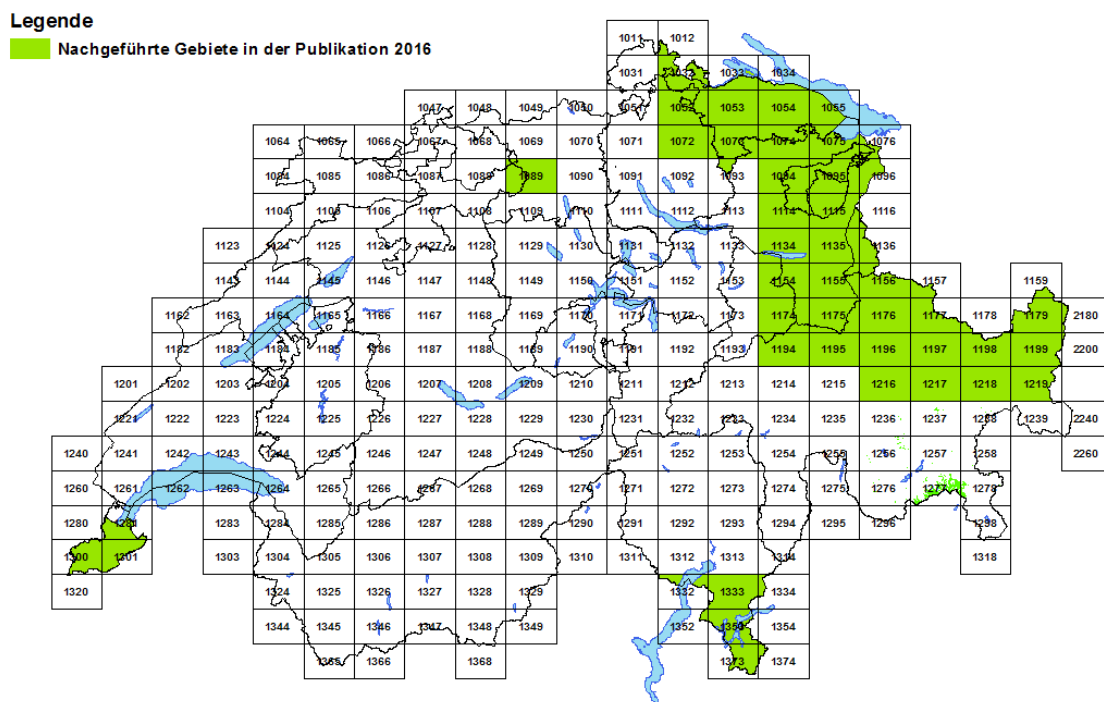 Legende
Nachgeführte Gebiete in der Publikation 2016
1011 1012
1031 1032 1033 1034
1047 1048 1049 1050 1051 1052 1053 1054 1055
1064 1065 1066 1067 1068 1069 1070 1071 1072 1073 1074 1075 1076
1084 1085 1086 1087 1088 1089 1090 1091 1092 1093 1094 1095 1096
1104 1105 1106 1107 1108 1109 1110 1111 1112 1113 1114 1115 1116
1123 1124 1125 1126 1127 1128 1129 1130 1131 1132 1133 1134 1135 1136
1143 1144 1145 1146 1147 1148 1149 1150 1151 1152 1153 1154 1155 1156 1157 1159
1162 1163 1164 1165 1166 1167 1168 1169 1170 1171 1172 1173 1174 1175 1176 1177 1178 1179 2180
1182 1183 1184 1185 1186 1187 1188 1189 1190 1191 1192 1193 1194 1195 1196 1197 1198 1199 2200
1201 1202 1203 1204 1205 1206 1207 1208 1209 1210 1211 1212 1213 1214 1215 1216 1217 1218 1219
1221 1222 1223 1224 1225 1226 1227 1228 1229 1230 1231 1232 1233 1234 1235 1236 1237 1238 1239 2240
1240 1241 1242 1243 1244 1245 1246 1247 1248 1249 1250 1251 1252 1253 1254 1255 1256 1257 1258 2260
1260 1261 1262 1263 1264 1265 1266 1267 1268 1269 1270 1271 1272 1273 1274 1275 1276 1277 1278
1280 1281 1283 1284 1285 1286 1287 1288 1289 1290 1291 1292 1293 1294 1295 1296 1298
1300 1301 1303 1304 1305 1306 1307 1308 1309 1310 1311 1312 1313 1314 1318
1320 1324 1325 1326 1327 1328 1329 1332 1333 1334
1344 1345 1346 1347 1348 1349 1352 1353 1354
1365 1366 1368 1373 1374